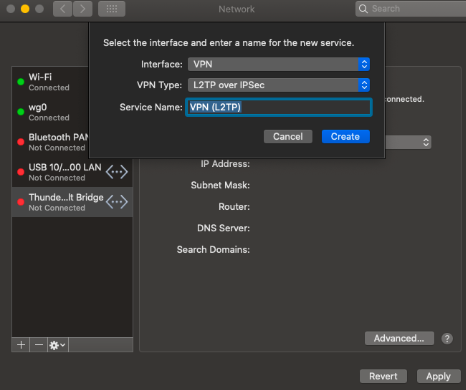 Network
Search
Select the interface and enter a name for the new service.
Interface: VPN
VPN Type: L2TP over IPSec
Service Name: VPN (L2TP)
Cancel Create
Wi-Fi
Connected
wg0
Connected
Bluetooth PAN
Not Connected
USB 10/...00 LAN
Not Connected
Thunde...lt Bridge
Not Connected
onnected.
IP Address:
Subnet Mask:
Router:
DNS Server:
Search Domains:
Advanced... ?
Revert Apply